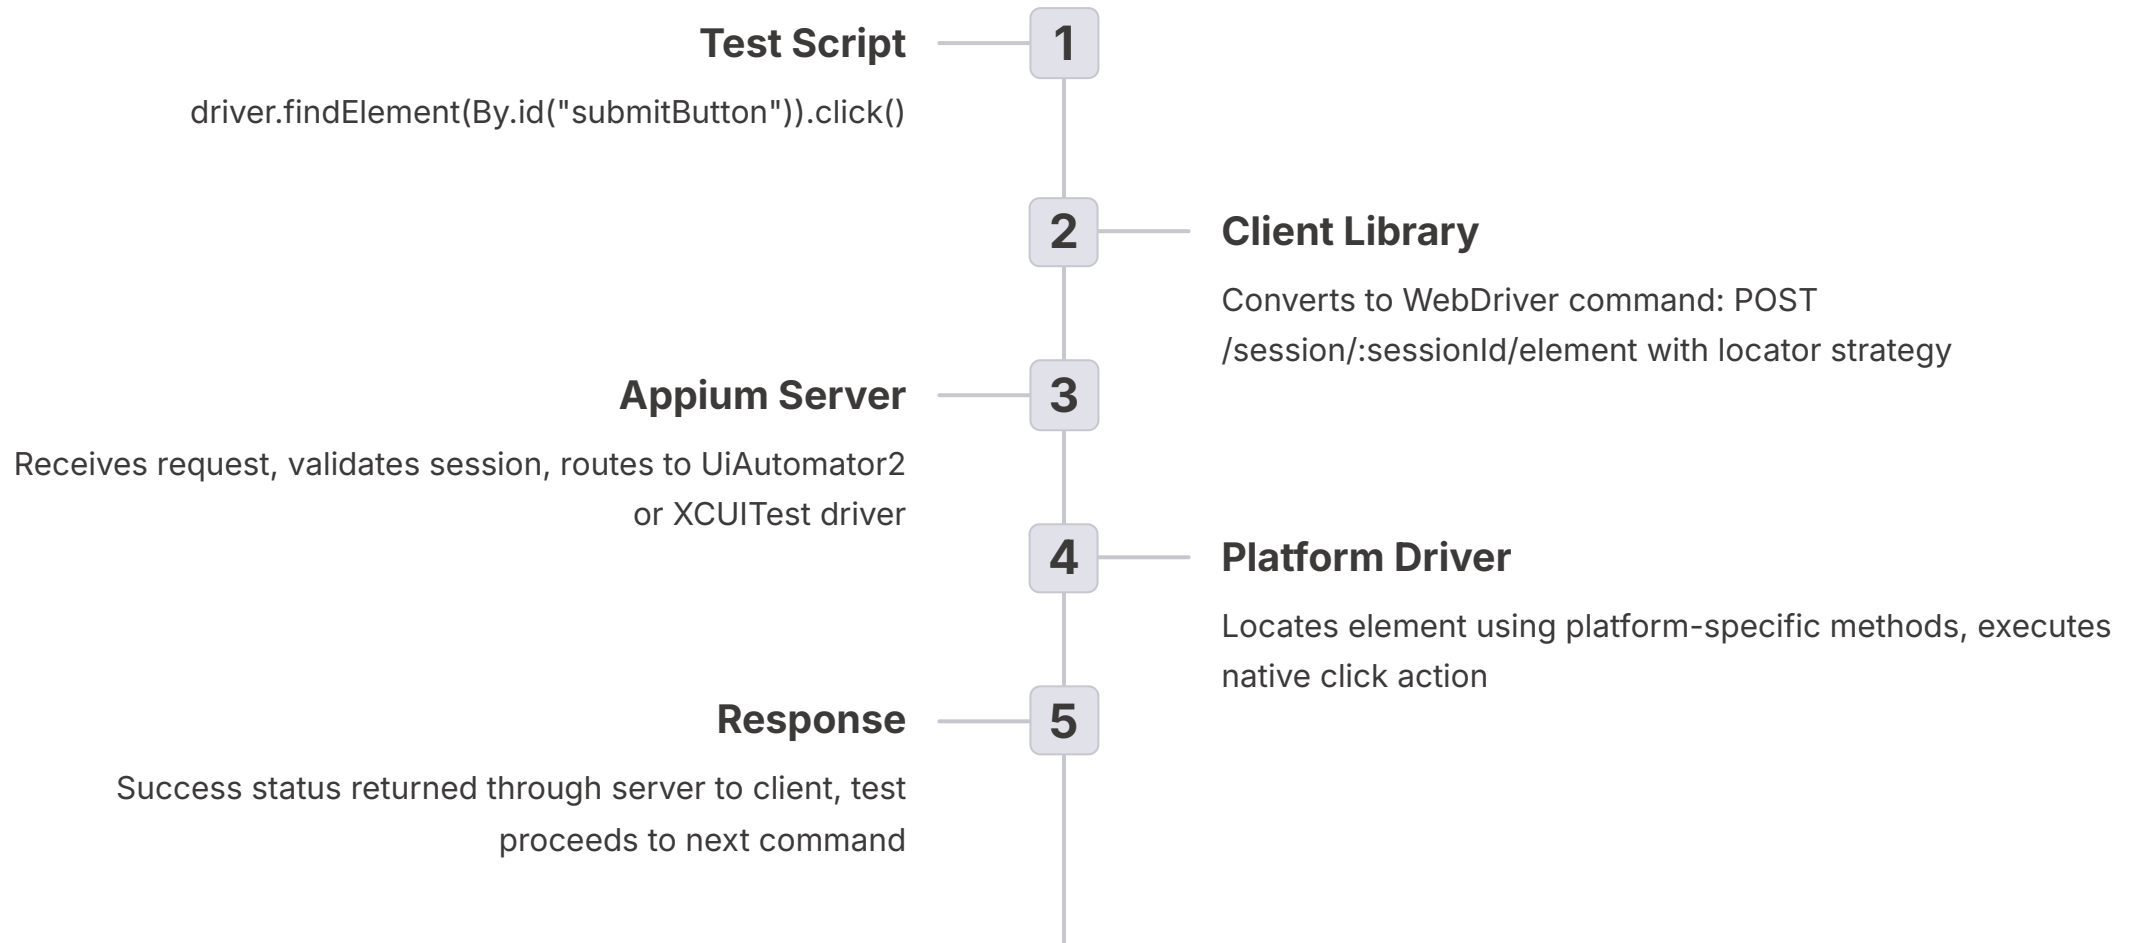 1
Test Script
driver.findElement(By.id("submitButton")).click()
2
Client Library
Converts to WebDriver command: POST
/session/:sessionId/element with locator strategy
3
Appium Server
Receives request, validates session, routes to UiAutomator2
or XCUITest driver
4
Platform Driver
Locates element using platform-specific methods, executes
native click action
5
Response
Success status returned through server to client, test
proceeds to next command